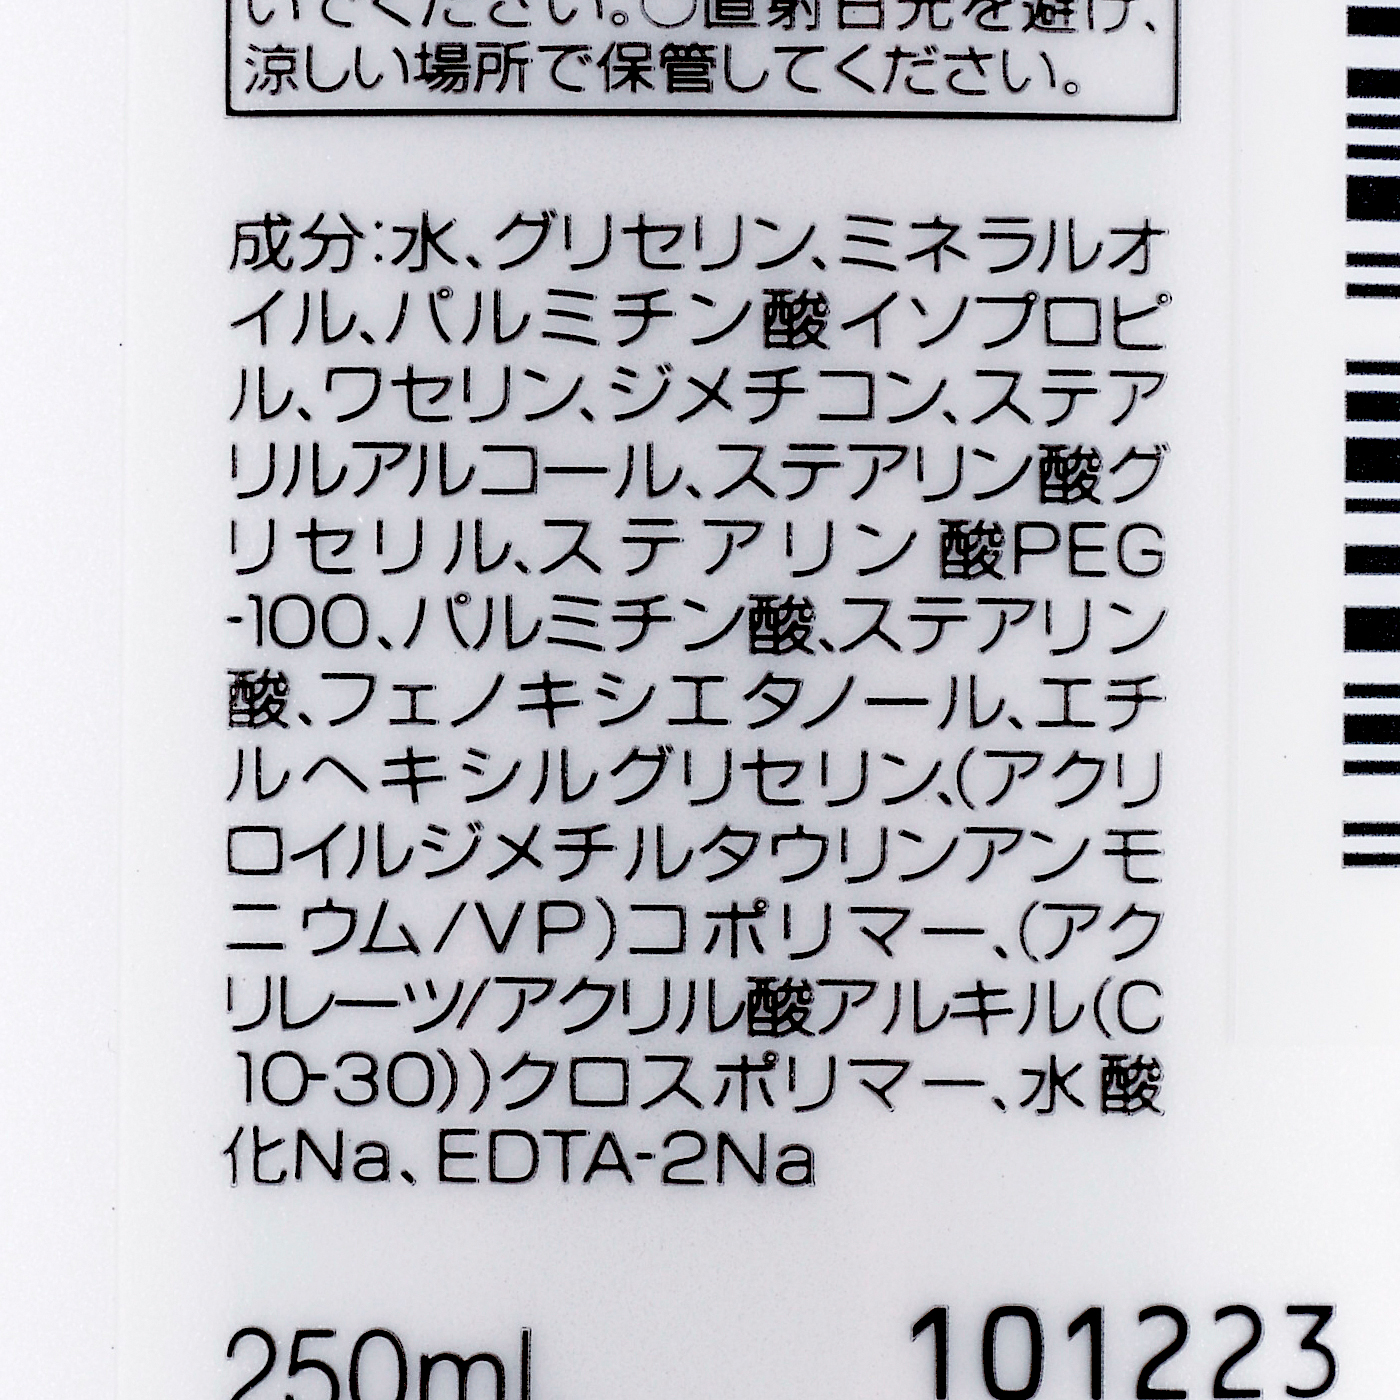 いでください。○直射日光を避け、
涼しい場所で保管してください。
成分:水、グリセリン、ミネラルオ
イル、パルミチン酸イソプロピ
ル、ワセリン、ジメチコン、ステア
リルアルコール、ステアリン酸グ
リセリル、ステアリン酸PEG
-100、パルミチン酸、ステアリン
酸、フェノキシエタノール、エチ
ルヘキシルグリセリン、(アクリ
ロイルジメチルタウリンアンモ
ニウム/VP)コポリマー、(アク
リレーツ/アクリル酸アルキル(C
10-30))クロスポリマー、水酸
化Na、EDTA-2Na
250ml
101223